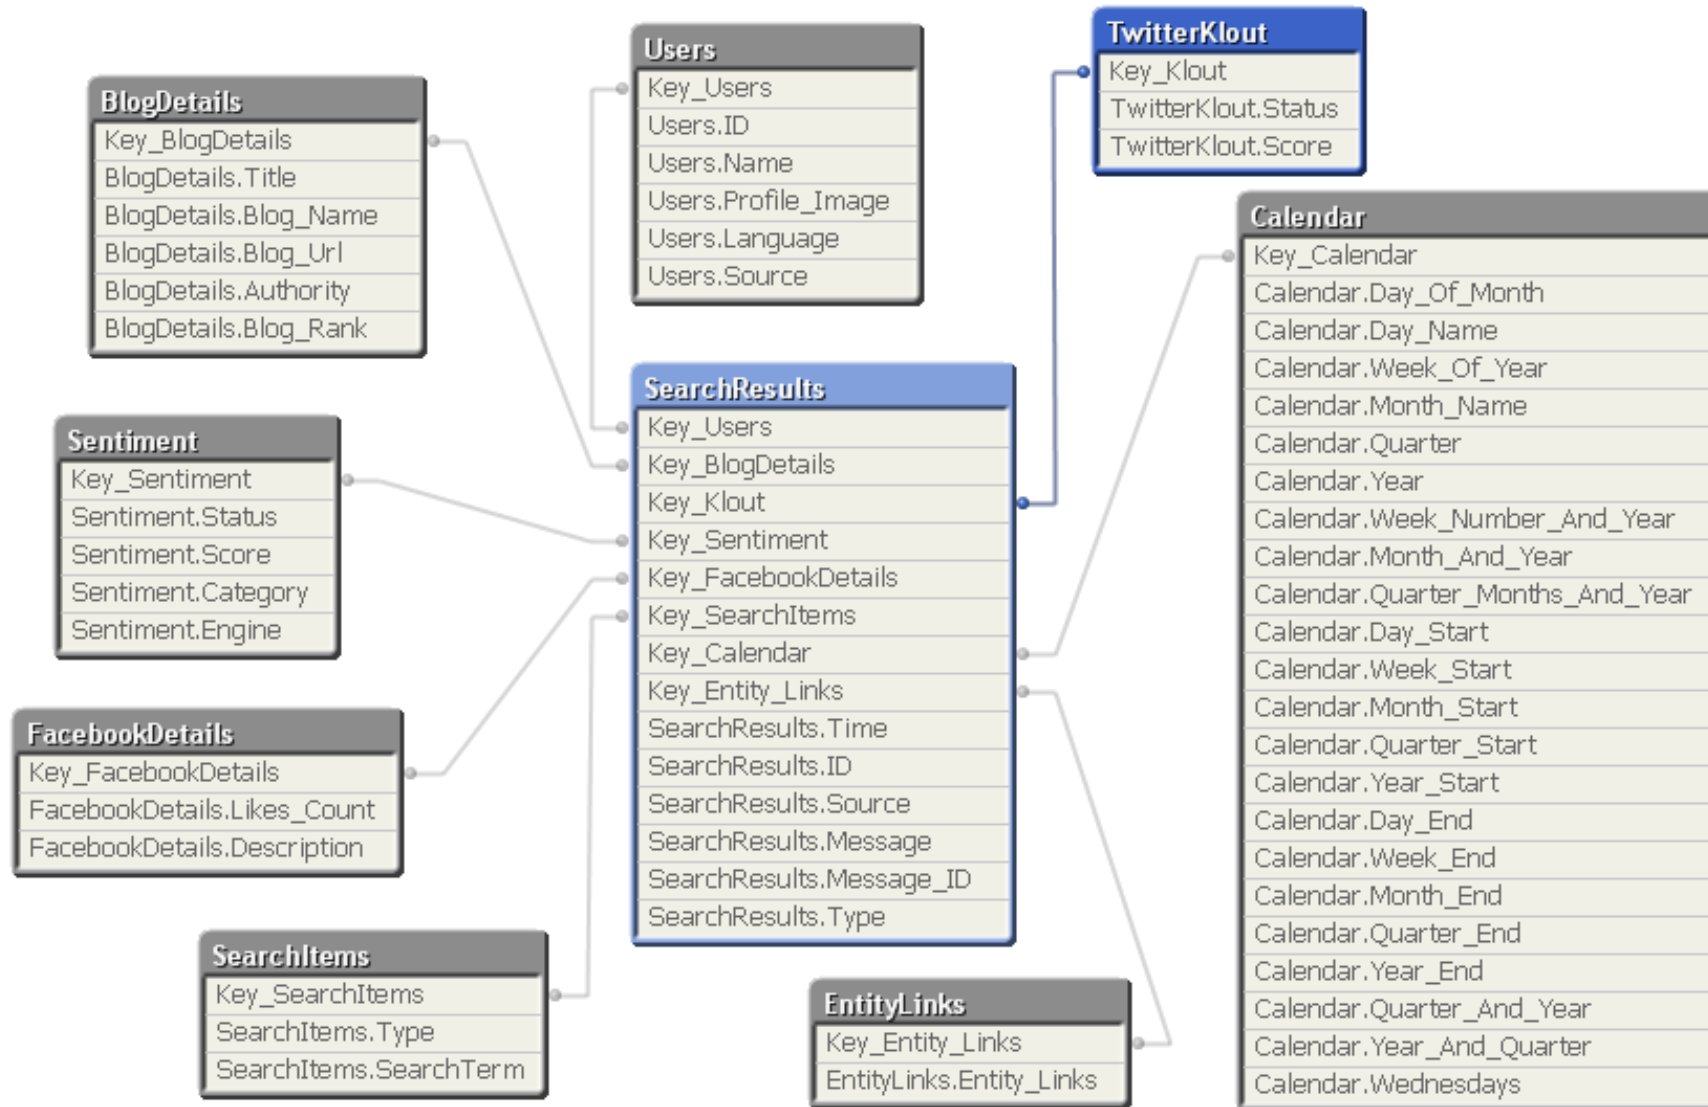 BlogDetails
Key_BlogDetails
BlogDetails.Title
BlogDetails.Blog_Name
BlogDetails.Blog_Url
BlogDetails.Authority
BlogDetails.Blog_Rank
Users
Key_Users
Users.ID
Users.Name
Users.Profile_Image
Users.Language
Users.Source
TwitterKlout
Key_Klout
TwitterKlout.Status
TwitterKlout.Score
Sentiment
Key_Sentiment
Sentiment.Status
Sentiment.Score
Sentiment.Category
Sentiment.Engine
SearchResults
Key_Users
Key_BlogDetails
Key_Klout
Key_Sentiment
Key_FacebookDetails
Key_SearchItems
Key_Calendar
Key_Entity_Links
SearchResults.Time
SearchResults.ID
SearchResults.Source
SearchResults.Message
SearchResults.Message_ID
SearchResults.Type
Calendar
Key_Calendar
Calendar.Day_Of_Month
Calendar.Day_Name
Calendar.Week_Of_Year
Calendar.Month_Name
Calendar.Quarter
Calendar.Year
Calendar.Week_Number_And_Year
Calendar.Month_And_Year
Calendar.Quarter_Months_And_Year
Calendar.Day_Start
Calendar.Week_Start
Calendar.Month_Start
Calendar.Quarter_Start
Calendar.Year_Start
Calendar.Day_End
Calendar.Week_End
Calendar.Month_End
Calendar.Quarter_End
Calendar.Year_End
Calendar.Quarter_And_Year
Calendar.Year_And_Quarter
Calendar.Wednesdays
FacebookDetails
Key_FacebookDetails
FacebookDetails.Likes_Count
FacebookDetails.Description
SearchItems
Key_SearchItems
SearchItems.Type
SearchItems.SearchTerm
EntityLinks
Key_Entity_Links
EntityLinks.Entity_Links